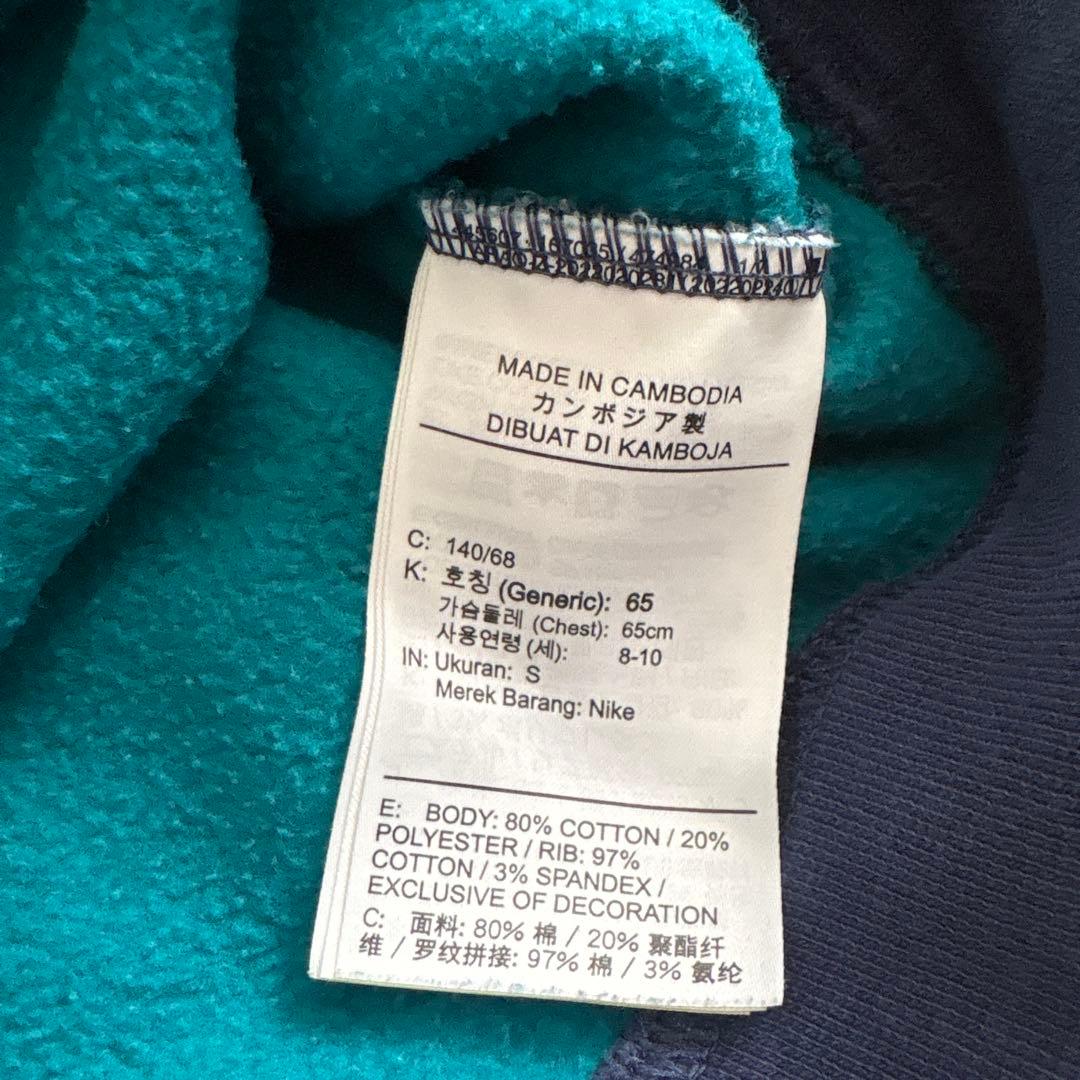 MADE IN CAMBODIA
カンボジア製
DIBUAT DI KAMBOJA
C: 140/68
K: 호칭 (Generic): 65
가슴둘레 (Chest): 65cm
사용연령 (세): 8-10
IN: Ukuran: S
Merek Barang: Nike
E: BODY: 80% COTTON / 20%
POLYESTER / RIB: 97%
COTTON / 3% SPANDEX /
EXCLUSIVE OF DECORATION
C: 面料: 80% 棉 / 20% 聚酯纤
维 / 罗纹拼接: 97% 棉 / 3% 氨纶